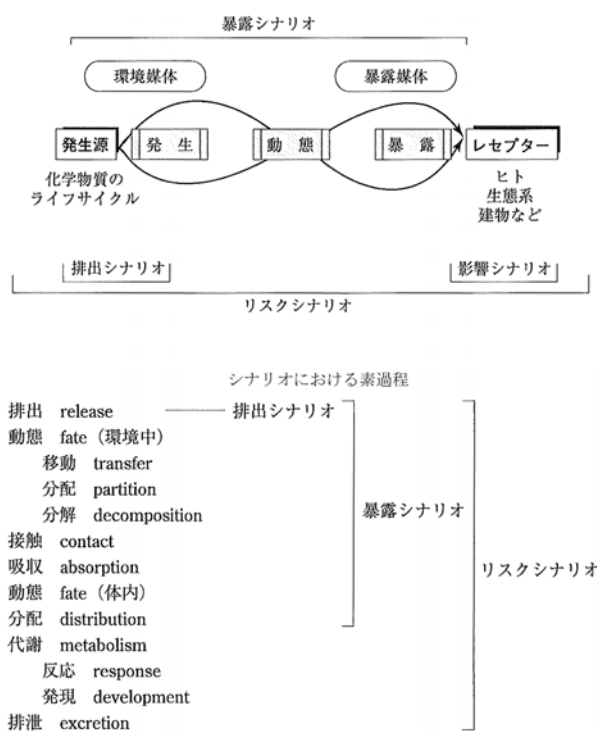 暴露シナリオ
環境媒体
暴露媒体
発生源
発 生
動 態
暴 露
レセプター
化学物質の
ライフサイクル
ヒト
生態系
建物など
排出シナリオ
影響シナリオ
リスクシナリオ
シナリオにおける素過程
排出 release
排出シナリオ
動態 fate（環境中）
移動 transfer
分配 partition
分解 decomposition
暴露シナリオ
接触 contact
吸収 absorption
リスクシナリオ
動態 fate（体内）
分配 distribution
代謝 metabolism
反応 response
発現 development
排泄 excretion